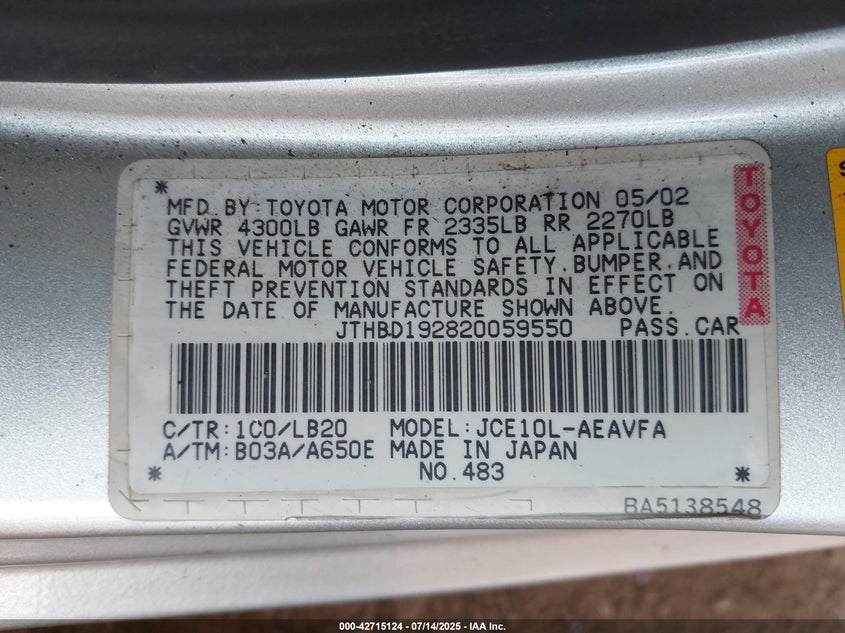 MFD. BY: TOYOTA MOTOR CORPORATION 05/02
GVWR 4300LB GAWR FR 2335LB RR 2270LB
THIS VEHICLE CONFORMS TO ALL APPLICABLE
FEDERAL MOTOR VEHICLE SAFETY.BUMPER.AND
THEFT PREVENTION STANDARDS IN EFFECT ON
THE DATE OF MANUFACTURE SHOWN ABOVE.
JTHBD192820059550 PASS.CAR
TOYOTA
C/TR:1C0/LB20 MODEL:JCE10L-AEAVFA
A/TM:B03A/A650E MADE IN JAPAN
NO.483
BA5138548
000-42715124 - 07/14/2025 - IAA Inc.